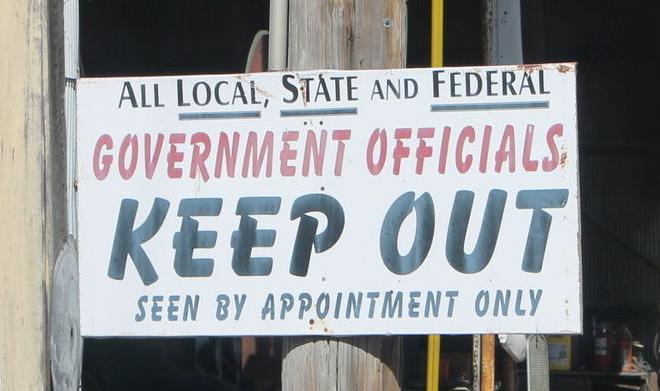 ALL LOCAL, STATE AND FEDERAL
GOVERNMENT OFFICIALS
KEEP OUT
SEEN BY APPOINTMENT ONLY